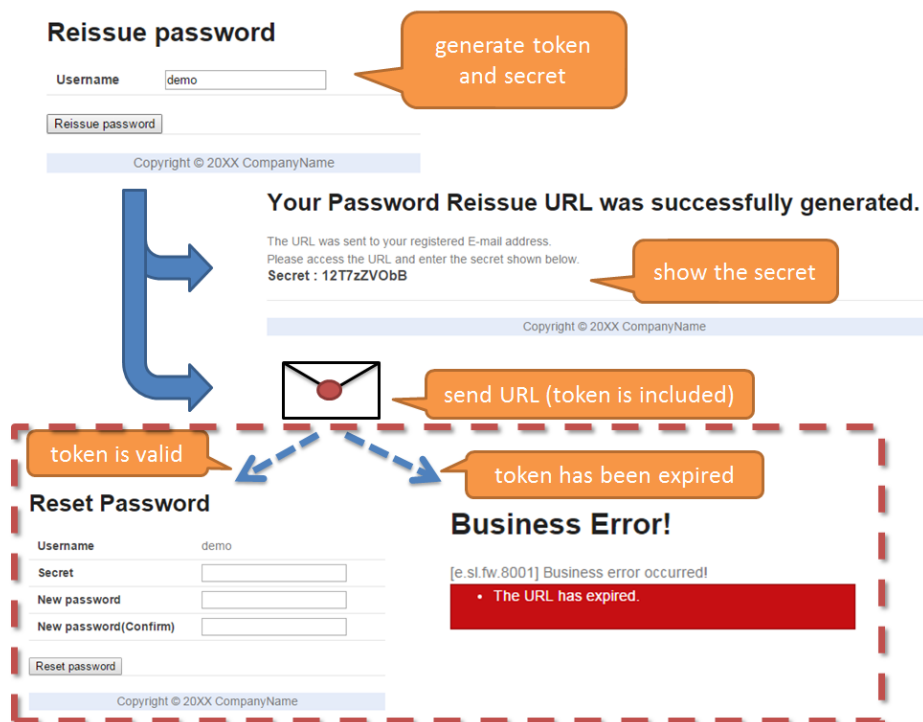 Reissue password
generate token
and secret
Username
demo
Reissue password
Copyright © 20XX CompanyName
Your Password Reissue URL was successfully generated.
The URL was sent to your registered E-mail address.
Please access the URL and enter the secret shown below.
Secret : 12T7zZVObB
show the secret
Copyright © 20XX CompanyName
send URL (token is included)
token is valid
token has been expired
Reset Password
Username
demo
Secret
New password
New password(Confirm)
Reset password
Copyright © 20XX CompanyName
Business Error!
[e.sl.fw.8001] Business error occurred!
• The URL has expired.